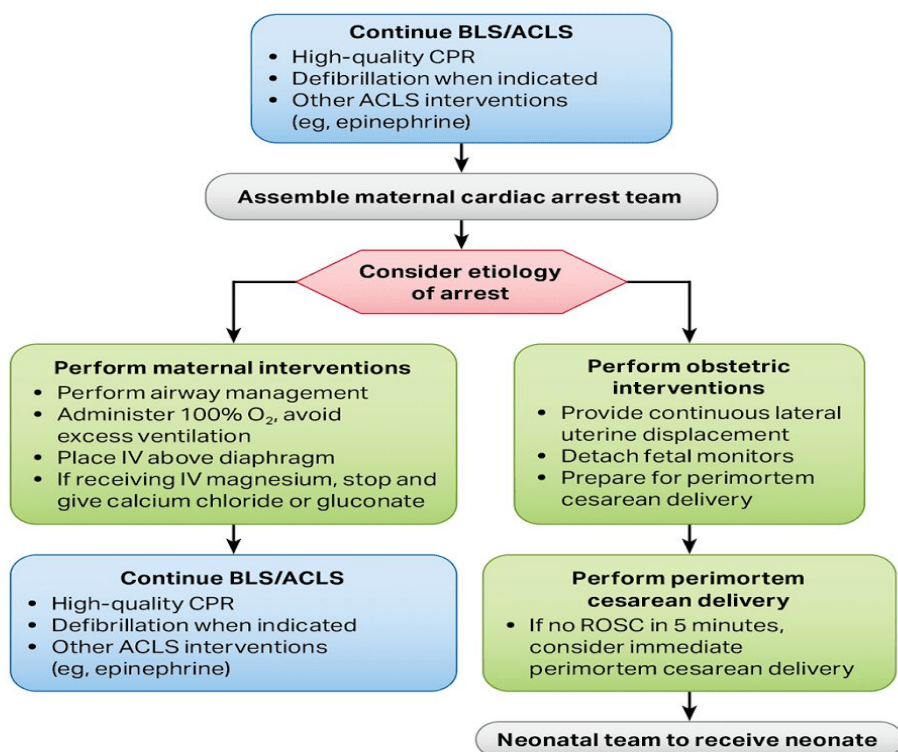 Continue BLS/ACLS
• High-quality CPR
• Defibrillation when indicated
• Other ACLS interventions
(eg, epinephrine)
Assemble maternal cardiac arrest team
Consider etiology
of arrest
Perform maternal interventions
• Perform airway management
• Administer 100% O₂, avoid
excess ventilation
• Place IV above diaphragm
• If receiving IV magnesium, stop and
give calcium chloride or gluconate
Continue BLS/ACLS
• High-quality CPR
• Defibrillation when indicated
• Other ACLS interventions
(eg, epinephrine)
Perform obstetric
interventions
• Provide continuous lateral
uterine displacement
• Detach fetal monitors
• Prepare for perimortem
cesarean delivery
Perform perimortem
cesarean delivery
• If no ROSC in 5 minutes,
consider immediate
perimortem cesarean delivery
Neonatal team to receive neonate